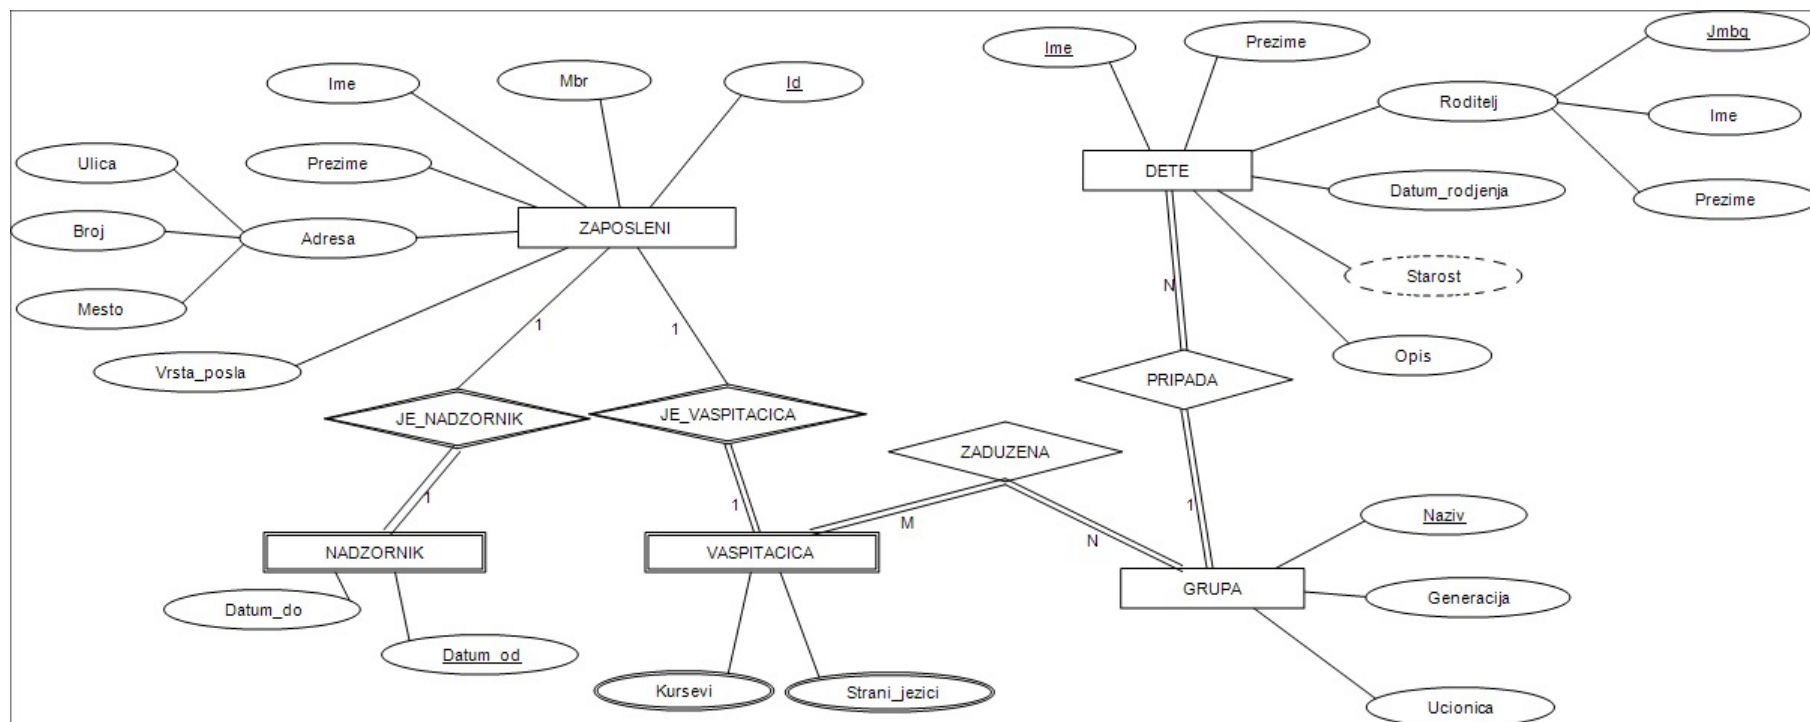 Ime
Mbr
Id
Ulica
Prezime
Broj
Adresa
ZAPOSLENI
Mesto
Vrsta_posla
1
1
JE_NADZORNIK
JE_VASPITACICA
1
1
NADZORNIK
VASPITACICA
Datum_do
Datum_od
Kursevi
Strani_jezici
Ime
Prezime
Jmbg
Roditelj
Ime
DETE
Datum_rodjenja
Prezime
Starost
N
Opis
PRIPADA
ZADUZENA
1
M
N
Naziv
GRUPA
Generacija
Ucionica